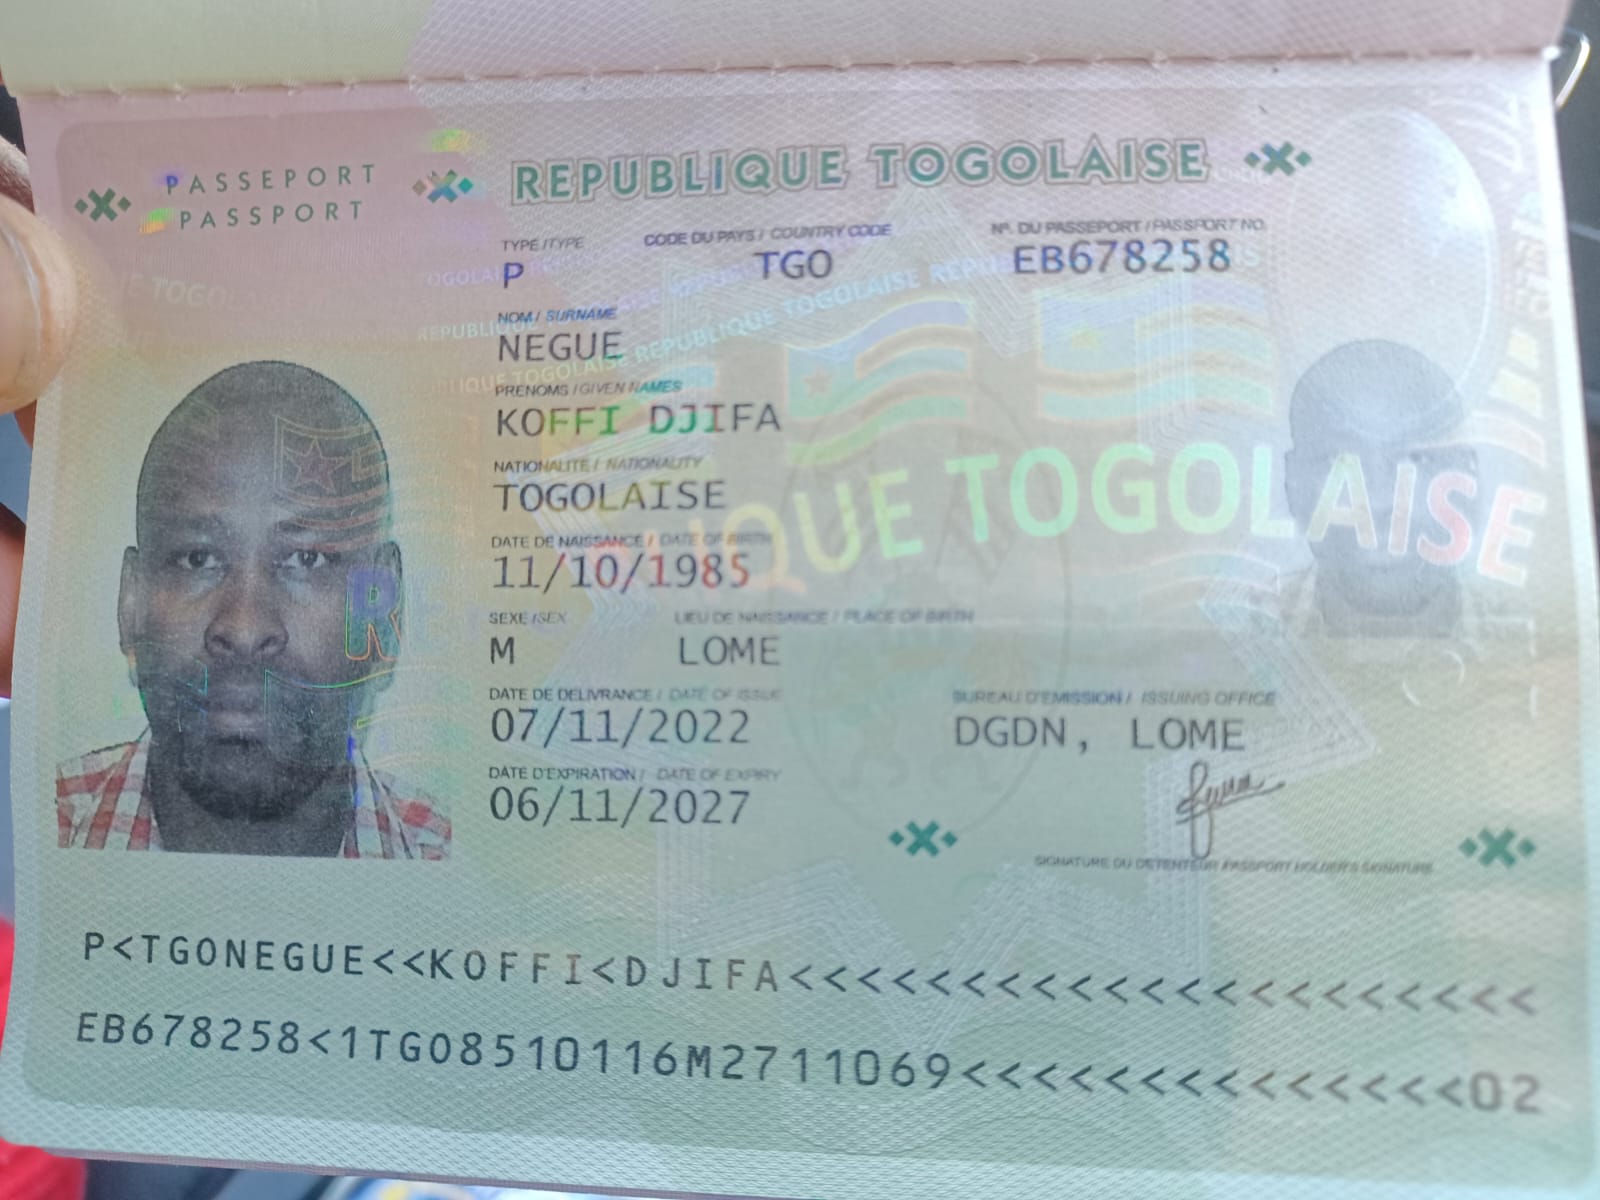 PASSEPORT
PASSPORT
REPUBLIQUE TOGOLAISE
TYPE / TYPE
CODE DU PAYS / COUNTRY CODE
N°. DU PASSEPORT / PASSPORT NO.
P
TGO
EB678258
NOM / SURNAME
NEGUE
PRENOMS / GIVEN NAMES
KOFFI DJIFA
NATIONALITE / NATIONALITY
TOGOLAISE
DATE DE NAISSANCE / DATE OF BIRTH
11/10/1985
SEXE / SEX
LIEU DE NAISSANCE / PLACE OF BIRTH
M
LOME
DATE DE DELIVRANCE / DATE OF ISSUE
BUREAU D'EMISSION / ISSUING OFFICE
07/11/2022
DGDN, LOME
DATE D'EXPIRATION / DATE OF EXPIRY
06/11/2027
SIGNATURE DU DETENTEUR / PASSPORT HOLDER'S SIGNATURE
QUE TOGOLAISE
P<TGONEGUE<<KOFFI<DJIFA<<<<<<<<<<<<<<<<<<<<<
EB678258<1TGO8510116M2711069<<<<<<<<<<<<<<02